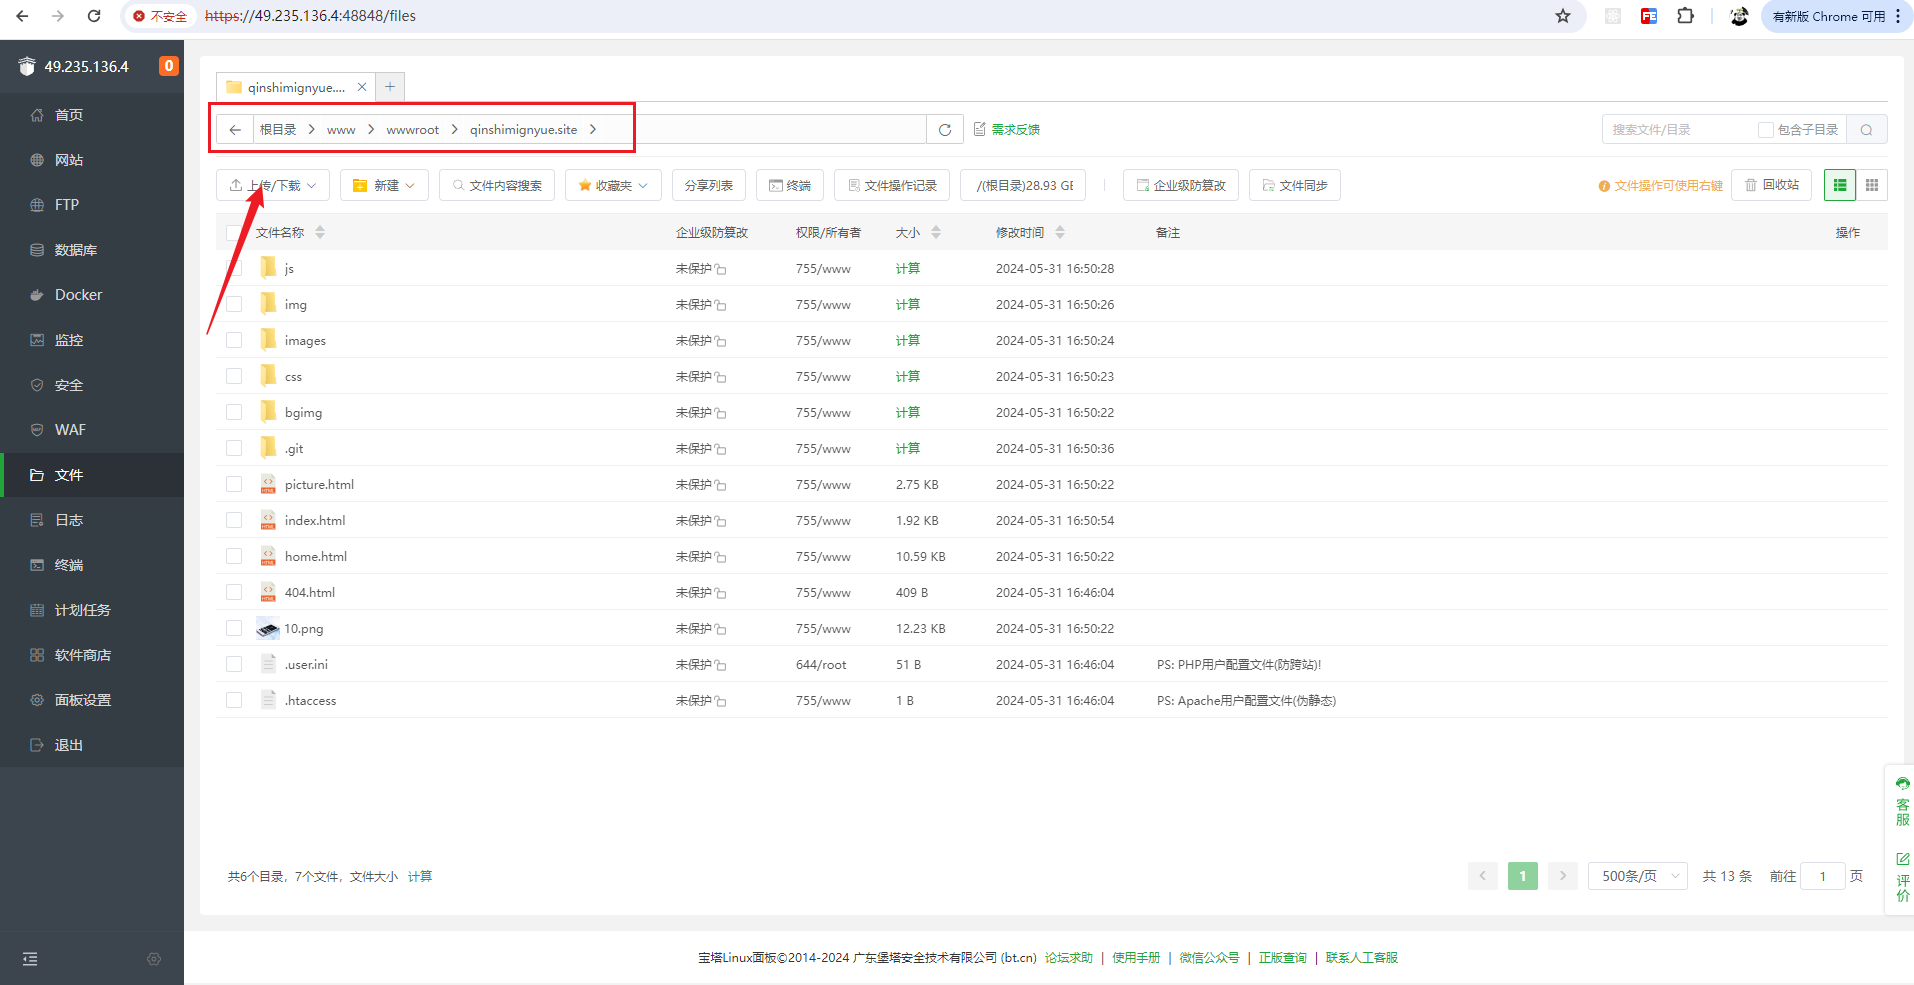 不安全 https://49.235.136.4:48848/files
有新版 Chrome 可用
49.235.136.4 0
首页
网站
FTP
数据库
Docker
监控
安全
WAF
文件
日志
终端
计划任务
软件商店
面板设置
退出
qinshimignyue....
根目录 > www > wwwroot > qinshimignyue.site >
需求反馈
搜索文件/目录 包含子目录
上传/下载 新建 文件内容搜索 收藏夹 分享列表 终端 文件操作记录 /(根目录)28.93 GE 企业级防篡改 文件同步 文件操作可使用右键 回收站
文件名称 企业级防篡改 权限/所有者 大小 修改时间 备注 操作
js 未保护 755/www 计算 2024-05-31 16:50:28
img 未保护 755/www 计算 2024-05-31 16:50:26
images 未保护 755/www 计算 2024-05-31 16:50:24
css 未保护 755/www 计算 2024-05-31 16:50:23
bgimg 未保护 755/www 计算 2024-05-31 16:50:22
.git 未保护 755/www 计算 2024-05-31 16:50:36
picture.html 未保护 755/www 2.75 KB 2024-05-31 16:50:22
index.html 未保护 755/www 1.92 KB 2024-05-31 16:50:54
home.html 未保护 755/www 10.59 KB 2024-05-31 16:50:22
404.html 未保护 755/www 409 B 2024-05-31 16:46:04
10.png 未保护 755/www 12.23 KB 2024-05-31 16:50:22
.user.ini 未保护 644/root 51 B 2024-05-31 16:46:04 PS: PHP用户配置文件(防跨站)!
.htaccess 未保护 755/www 1 B 2024-05-31 16:46:04 PS: Apache用户配置文件(伪静态)
客服
评价
共6个目录，7个文件，文件大小 计算
1 500条/页 共 13 条 前往 1 页
宝塔Linux面板©2014-2024 广东堡塔安全技术有限公司 (bt.cn) 论坛求助 | 使用手册 | 微信公众号 | 正版查询 | 联系人工客服